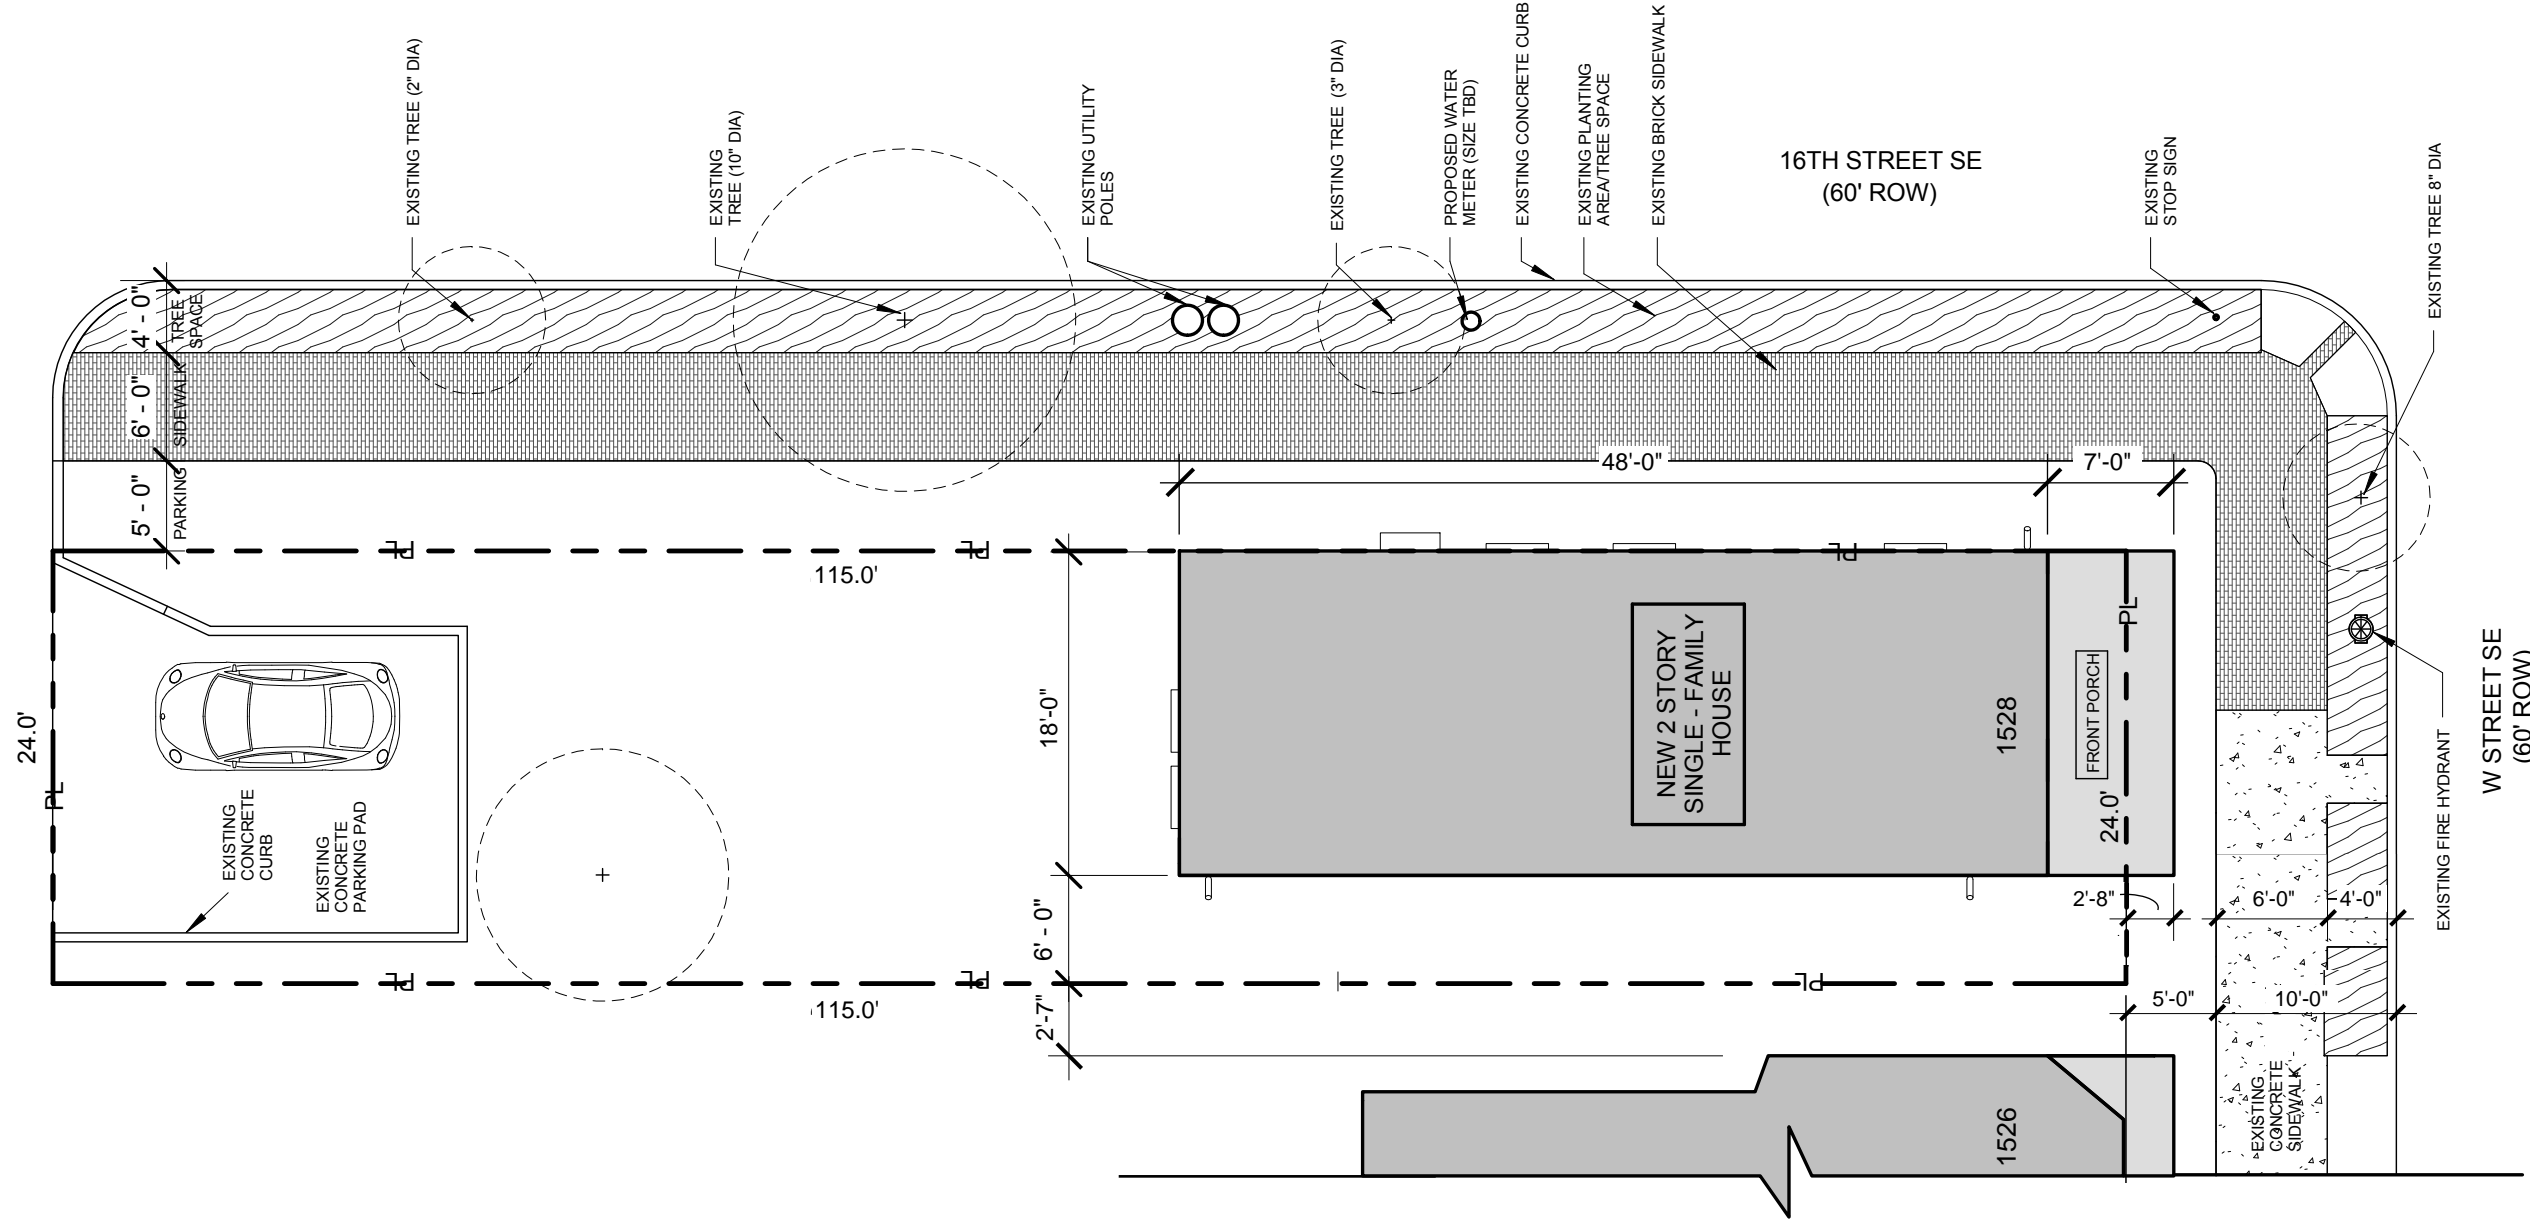 EXISTING TREE (2" DIA)
EXISTING
TREE (10" DIA)
EXISTING UTILITY
POLES
EXISTING TREE (3" DIA)
PROPOSED WATER
METER (SIZE TBD)
EXISTING CONCRETE CURB
EXISTING PLANTING
AREA/TREE SPACE
EXISTING BRICK SIDEWALK
16TH STREET SE
(60' ROW)
EXISTING
STOP SIGN
EXISTING TREE 8" DIA
4' - 0"
TREE
SPACE
6' - 0"
SIDEWALK
5' - 0"
PARKING
48'-0"
7'-0"
PL
PL
PL
115.0'
PL
24.0'
PL
18'-0"
NEW 2 STORY
SINGLE - FAMILY
HOUSE
1528
FRONT PORCH
24.0'
EXISTING
CONCRETE
CURB
EXISTING
CONCRETE
PARKING PAD
EXISTING FIRE HYDRANT
W STREET SE
(60' ROW)
6' - 0"
2'-8"
6'-0"
4'-0"
PL
PL
PL
115.0'
2'-7"
5'-0"
10'-0"
1526
EXISTING
CONCRETE
SIDEWALK